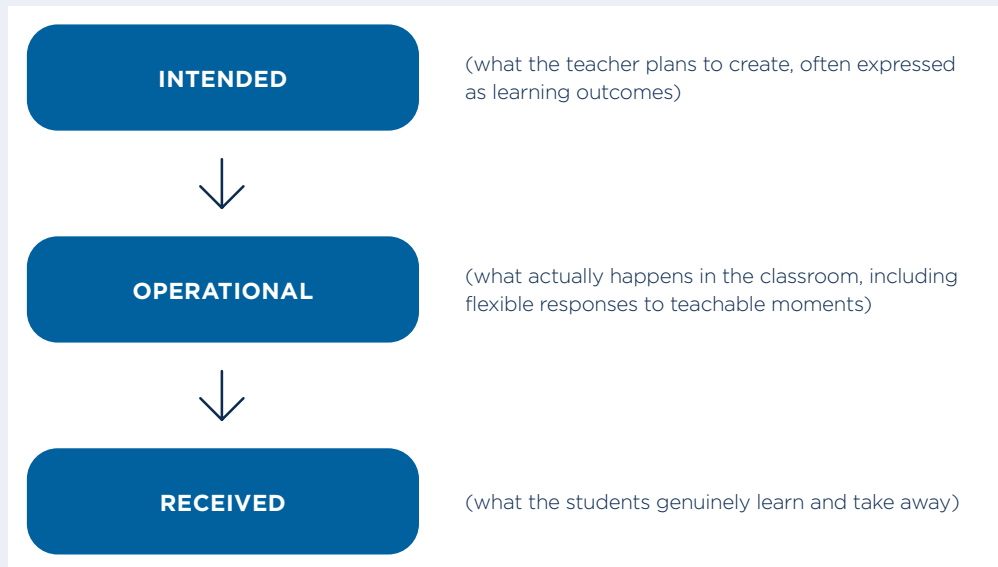 INTENDED
(what the teacher plans to create, often expressed
as learning outcomes)
OPERATIONAL
(what actually happens in the classroom, including
flexible responses to teachable moments)
RECEIVED
(what the students genuinely learn and take away)